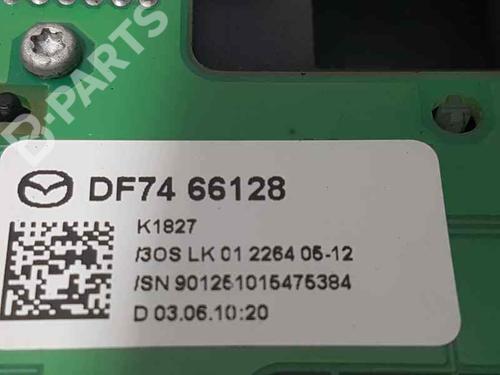 B-PARTS
DF74 66128
K1827
/3OS LK 01 2264 05-12
/SN 901251015475384
D 03.06.10:20